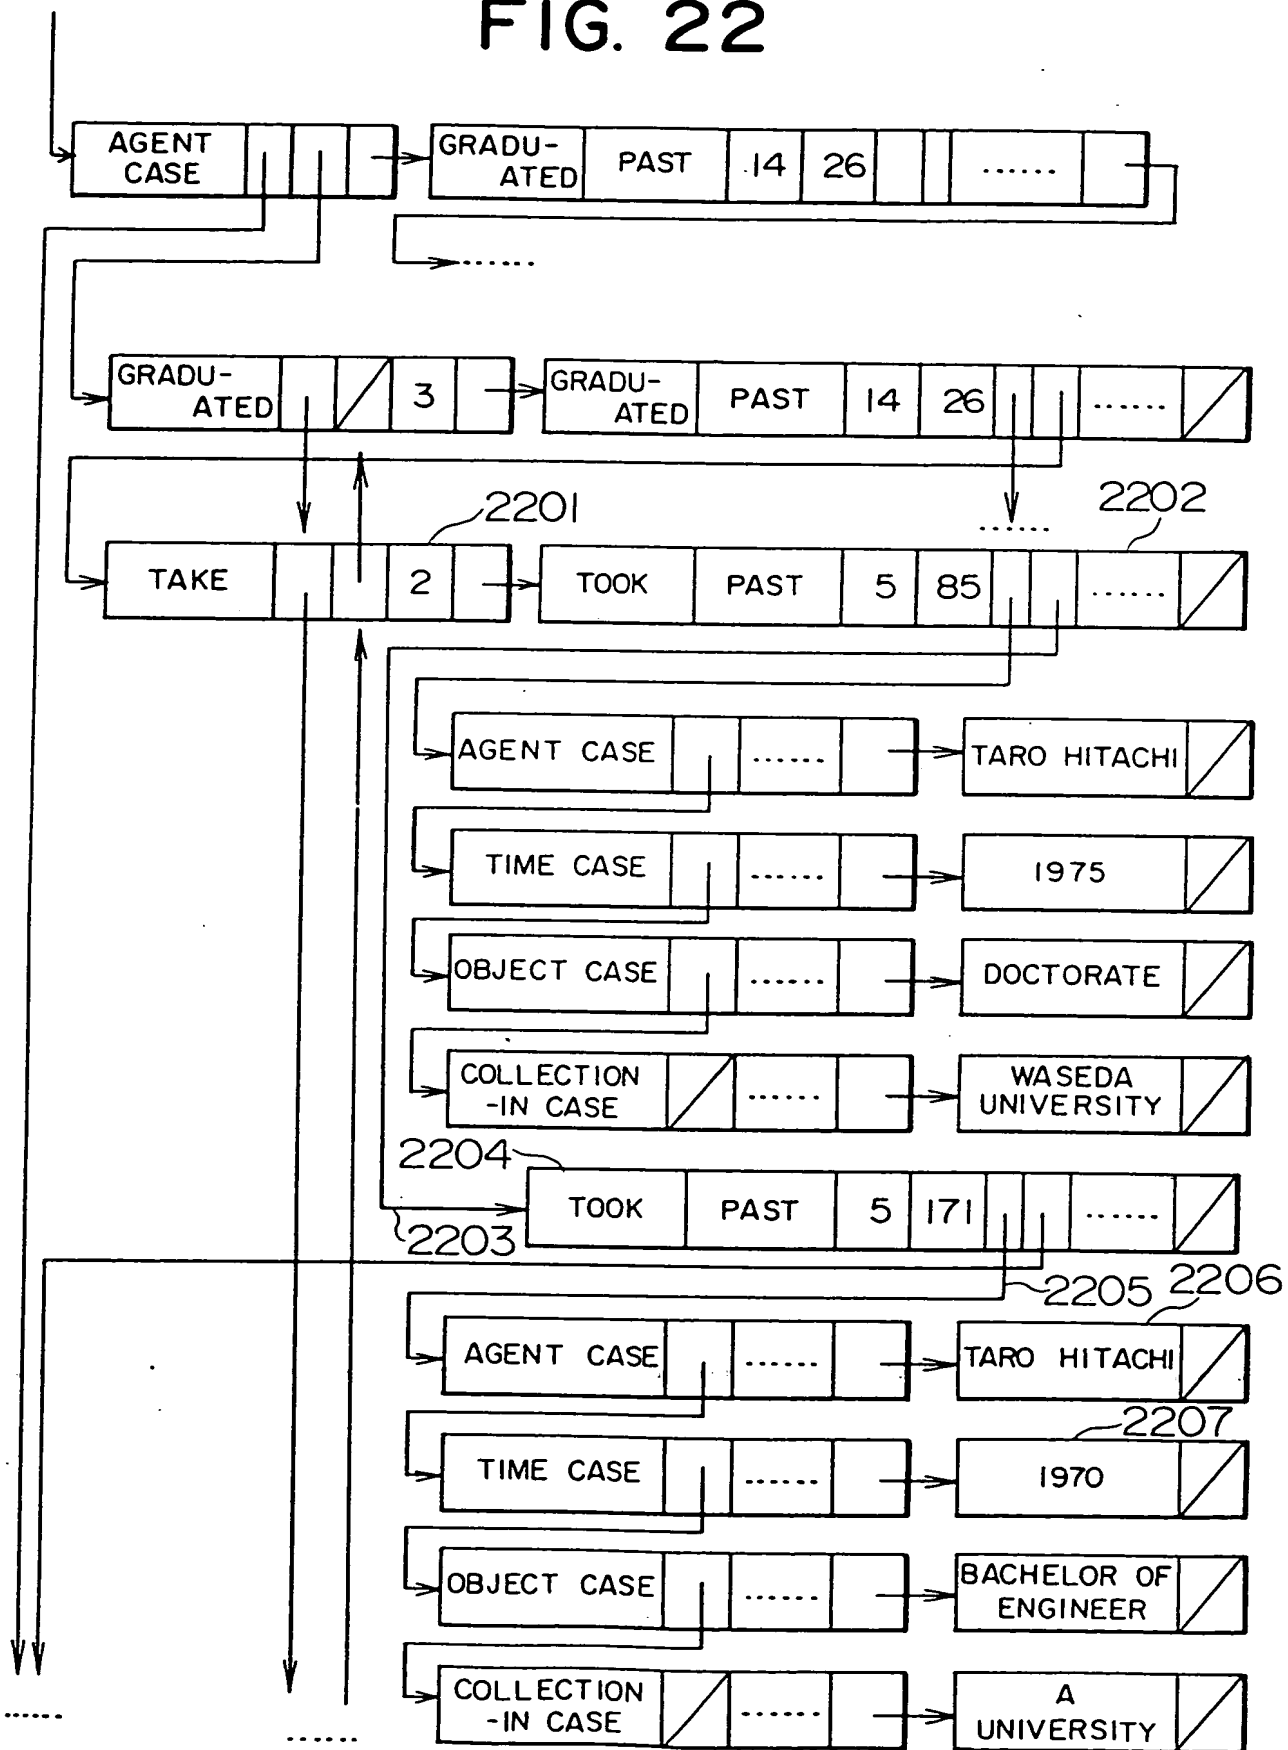 FIG. 22
AGENT
CASE
GRADU-
ATED
PAST
14
26
......
......
GRADU-
ATED
3
GRADU-
ATED
PAST
14
26
......
2201
2202
......
TAKE
2
TOOK
PAST
5
85
......
AGENT CASE
......
TARO HITACHI
TIME CASE
......
1975
OBJECT CASE
......
DOCTORATE
COLLECTION
-IN CASE
......
WASEDA
UNIVERSITY
2204
TOOK
PAST
5
171
......
2203
2205
2206
AGENT CASE
......
TARO HITACHI
2207
TIME CASE
......
1970
OBJECT CASE
......
BACHELOR OF
ENGINEER
COLLECTION
-IN CASE
......
A
UNIVERSITY
......
......